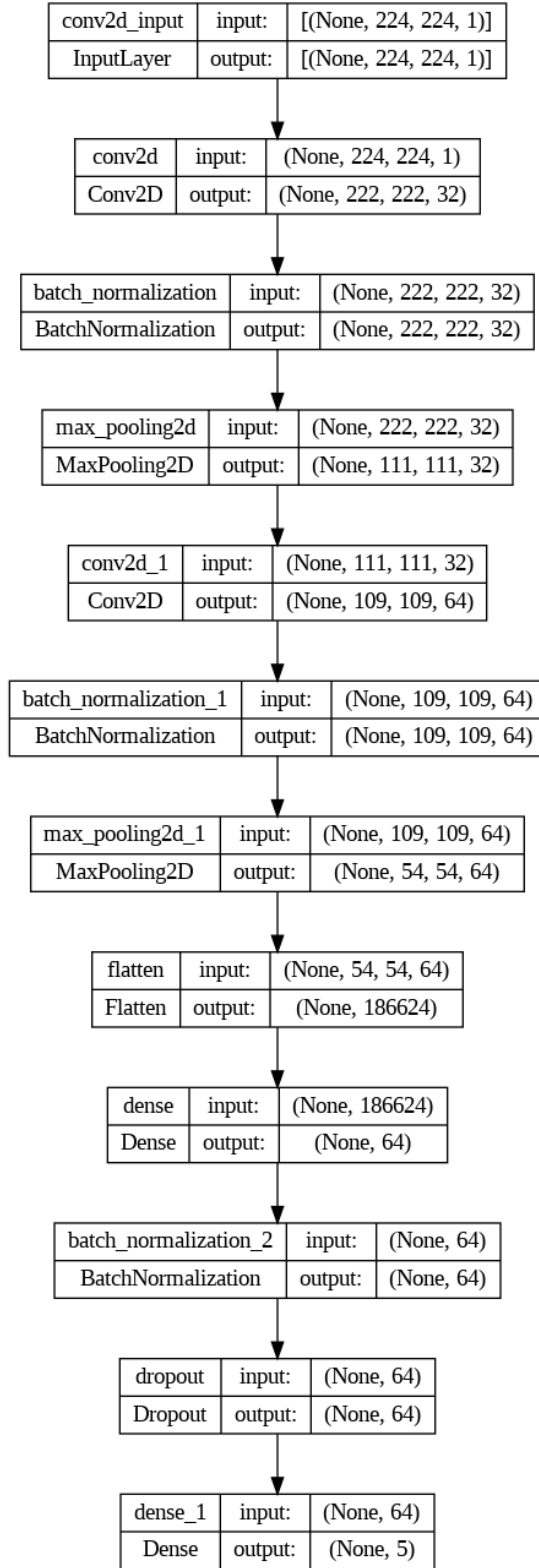 conv2d_input input: [(None, 224, 224, 1)]
InputLayer output: [(None, 224, 224, 1)]
conv2d input: (None, 224, 224, 1)
Conv2D output: (None, 222, 222, 32)
batch_normalization input: (None, 222, 222, 32)
BatchNormalization output: (None, 222, 222, 32)
max_pooling2d input: (None, 222, 222, 32)
MaxPooling2D output: (None, 111, 111, 32)
conv2d_1 input: (None, 111, 111, 32)
Conv2D output: (None, 109, 109, 64)
batch_normalization_1 input: (None, 109, 109, 64)
BatchNormalization output: (None, 109, 109, 64)
max_pooling2d_1 input: (None, 109, 109, 64)
MaxPooling2D output: (None, 54, 54, 64)
flatten input: (None, 54, 54, 64)
Flatten output: (None, 186624)
dense input: (None, 186624)
Dense output: (None, 64)
batch_normalization_2 input: (None, 64)
BatchNormalization output: (None, 64)
dropout input: (None, 64)
Dropout output: (None, 64)
dense_1 input: (None, 64)
Dense output: (None, 5)